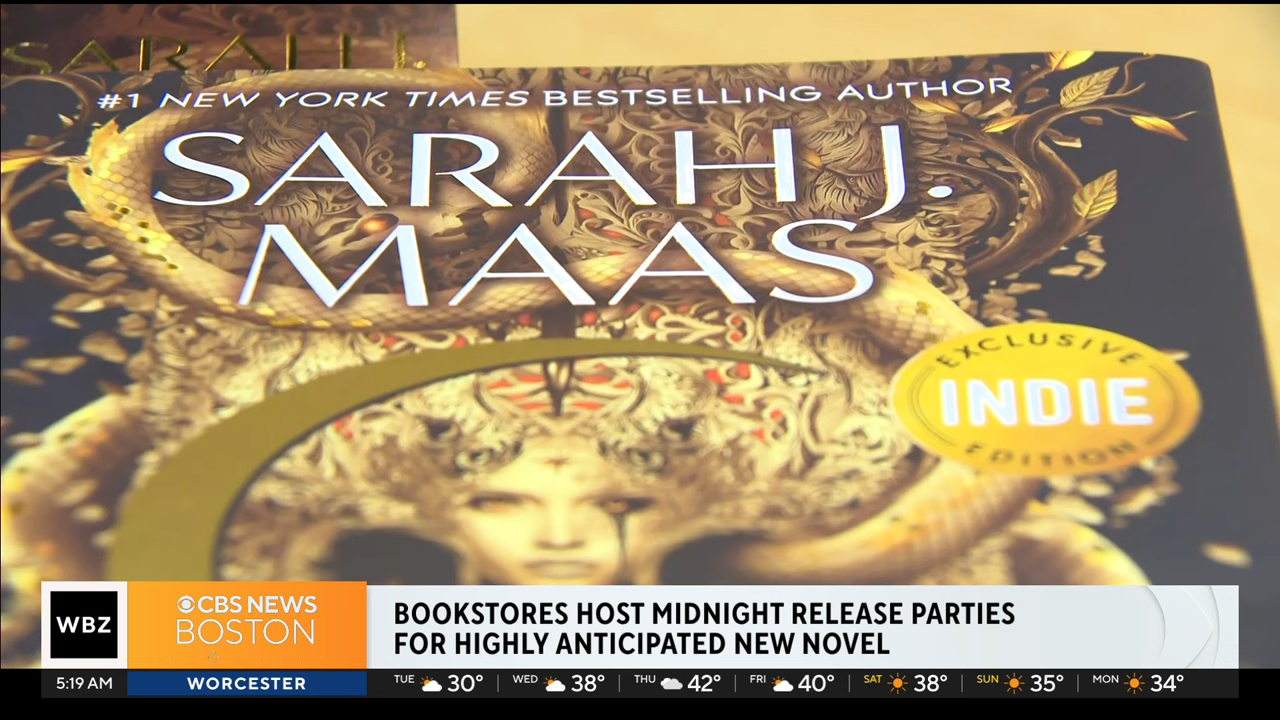 SARAH J.
#1 NEW YORK TIMES BESTSELLING AUTHOR
SARAH J.
MAAS
EXCLUSIVE
INDIE
EDITION
WBZ
CBS NEWS
BOSTON
BOOKSTORES HOST MIDNIGHT RELEASE PARTIES
FOR HIGHLY ANTICIPATED NEW NOVEL
5:19 AM
WORCESTER
TUE 30° WED 38° THU 42° FRI 40° SAT 38° SUN 35° MON 34°